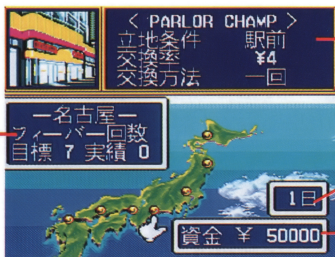 < PARLOR CHAMP >
立地条件 駅前
交換率 ¥4
交換方法 一回
ー名古屋ー
フィーバー回数
目標 7 実績 0
1日
資金 ¥ 50000